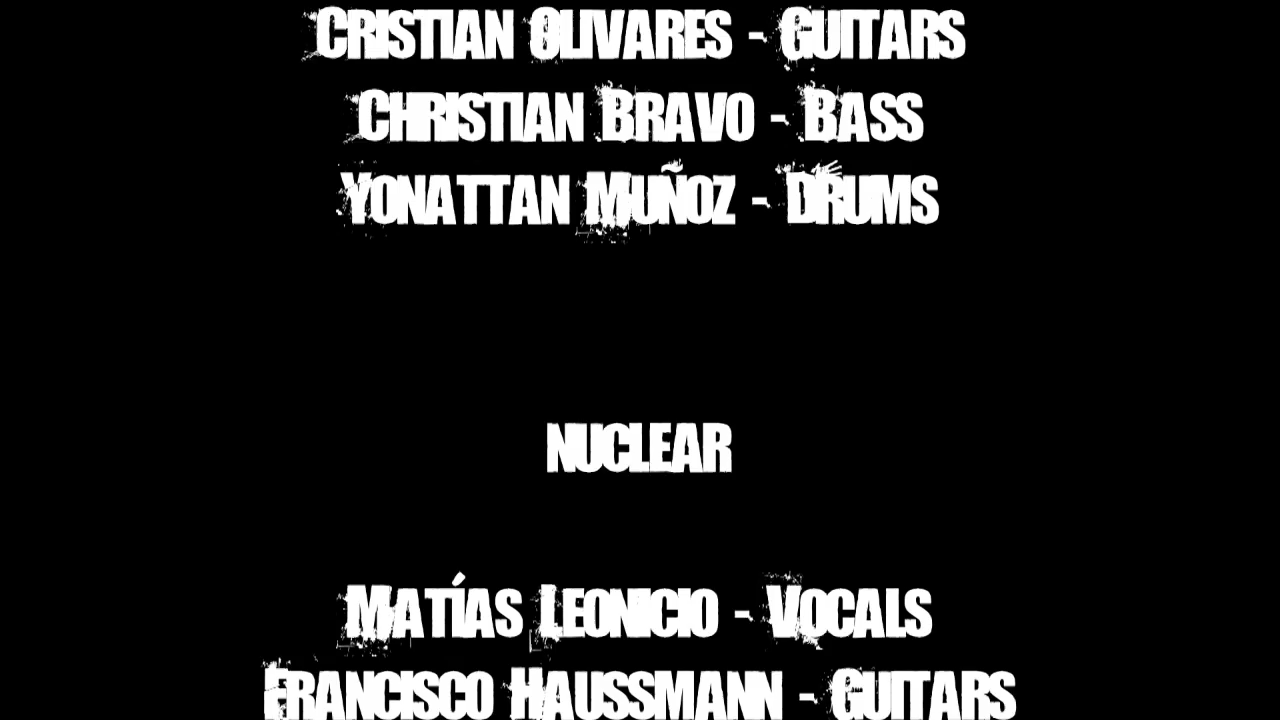 Cristian Olivares - Guitars
Christian Bravo - Bass
Yonattan Muñoz - Drums
NUCLEAR
Matías Leonicio - Vocals
Francisco Haussmann - Guitars